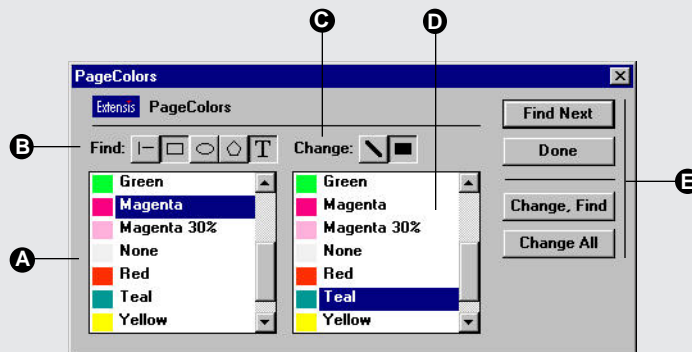 C
D
PageColors
Extensis PageColors
Find Next
B
Find:
T
Change:
Done
Green
Magenta
Magenta 30%
None
Red
Teal
Yellow
Green
Magenta
Magenta 30%
None
Red
Teal
Yellow
E
Change, Find
Change All
A